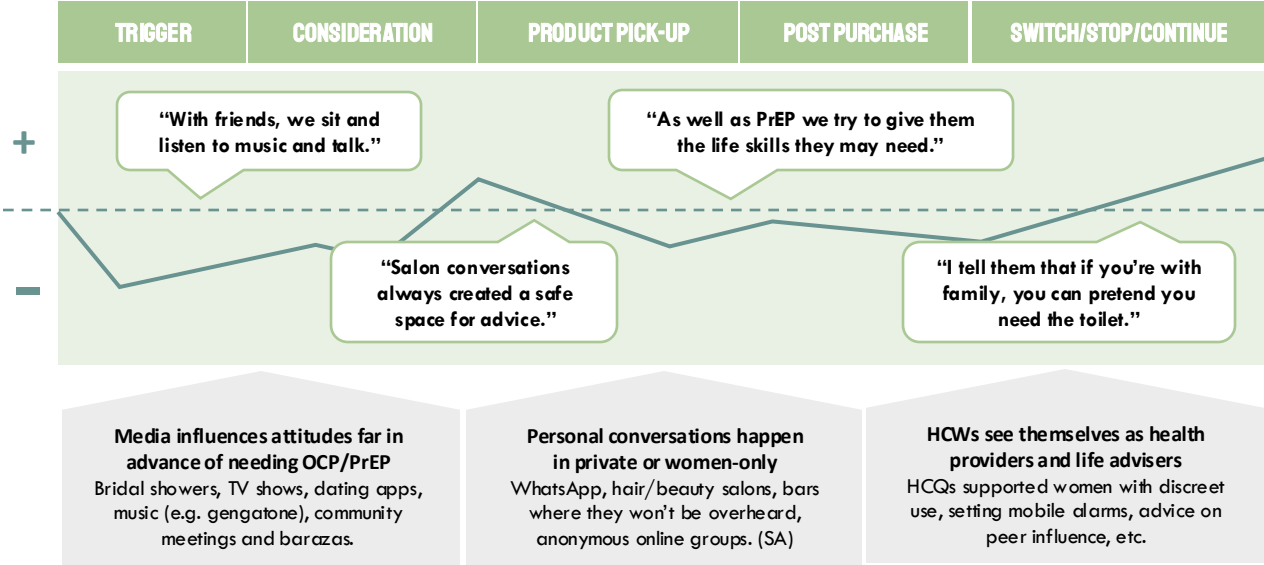 TRIGGER
CONSIDERATION
PRODUCT PICK-UP
POST PURCHASE
SWITCH/STOP/CONTINUE
+
“With friends, we sit and
listen to music and talk.”
“As well as PrEP we try to give them
the life skills they may need.”
–
“Salon conversations
always created a safe
space for advice.”
“I tell them that if you’re with
family, you can pretend you
need the toilet.”
Media influences attitudes far in
advance of needing OCP/PrEP
Bridal showers, TV shows, dating apps,
music (e.g. gengatone), community
meetings and barazas.
Personal conversations happen
in private or women-only
WhatsApp, hair/beauty salons, bars
where they won’t be overheard,
anonymous online groups. (SA)
HCWs see themselves as health
providers and life advisers
HCQs supported women with discreet
use, setting mobile alarms, advice on
peer influence, etc.